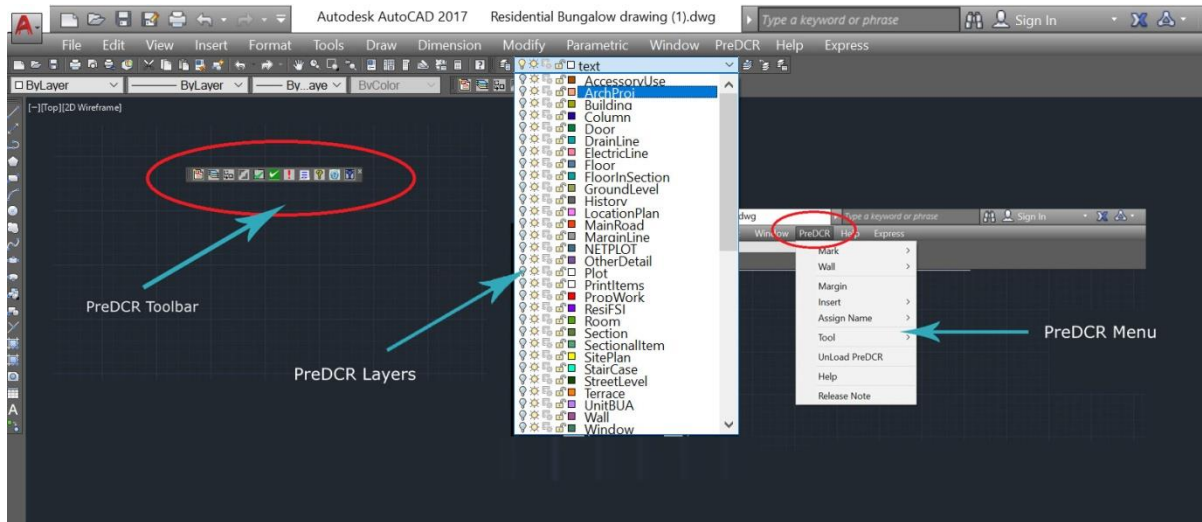 Autodesk AutoCAD 2017 Residential Bungalow drawing (1).dwg Type a keyword or phrase Sign In
File Edit View Insert Format Tools Draw Dimension Modify Parametric Window PreDCR Help Express
text
ByLayer ByLayer By...aye ByColor
[−][Top][2D Wireframe]
AccessoryUse
ArchProj
Building
Column
Door
DrainLine
ElectricLine
Floor
FloorInSection
GroundLevel
History
LocationPlan
MainRoad
MarginLine
NETPLOT
OtherDetail
Plot
PrintItems
PropWork
ResiFSI
Room
Section
SectionalItem
SitePlan
StairCase
StreetLevel
Terrace
UnitBUA
Wall
Window
PreDCR Toolbar
PreDCR Layers
dwg Type a keyword or phrase Sign In
Window PreDCR Help Express
Mark
Wall
Margin
Insert
Assign Name
Tool
UnLoad PreDCR
Help
Release Note
PreDCR Menu